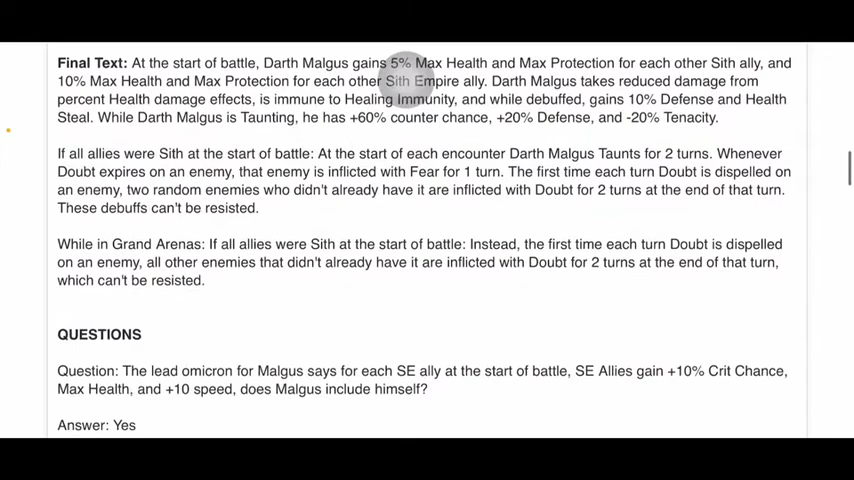 Final Text: At the start of battle, Darth Malgus gains 5% Max Health and Max Protection for each other Sith ally, and
10% Max Health and Max Protection for each other Sith Empire ally. Darth Malgus takes reduced damage from
percent Health damage effects, is immune to Healing Immunity, and while debuffed, gains 10% Defense and Health
Steal. While Darth Malgus is Taunting, he has +60% counter chance, +20% Defense, and -20% Tenacity.
If all allies were Sith at the start of battle: At the start of each encounter Darth Malgus Taunts for 2 turns. Whenever
Doubt expires on an enemy, that enemy is inflicted with Fear for 1 turn. The first time each turn Doubt is dispelled on
an enemy, two random enemies who didn't already have it are inflicted with Doubt for 2 turns at the end of that turn.
These debuffs can't be resisted.
While in Grand Arenas: If all allies were Sith at the start of battle: Instead, the first time each turn Doubt is dispelled
on an enemy, all other enemies that didn't already have it are inflicted with Doubt for 2 turns at the end of that turn,
which can't be resisted.
QUESTIONS
Question: The lead omicron for Malgus says for each SE ally at the start of battle, SE Allies gain +10% Crit Chance,
Max Health, and +10 speed, does Malgus include himself?
Answer: Yes